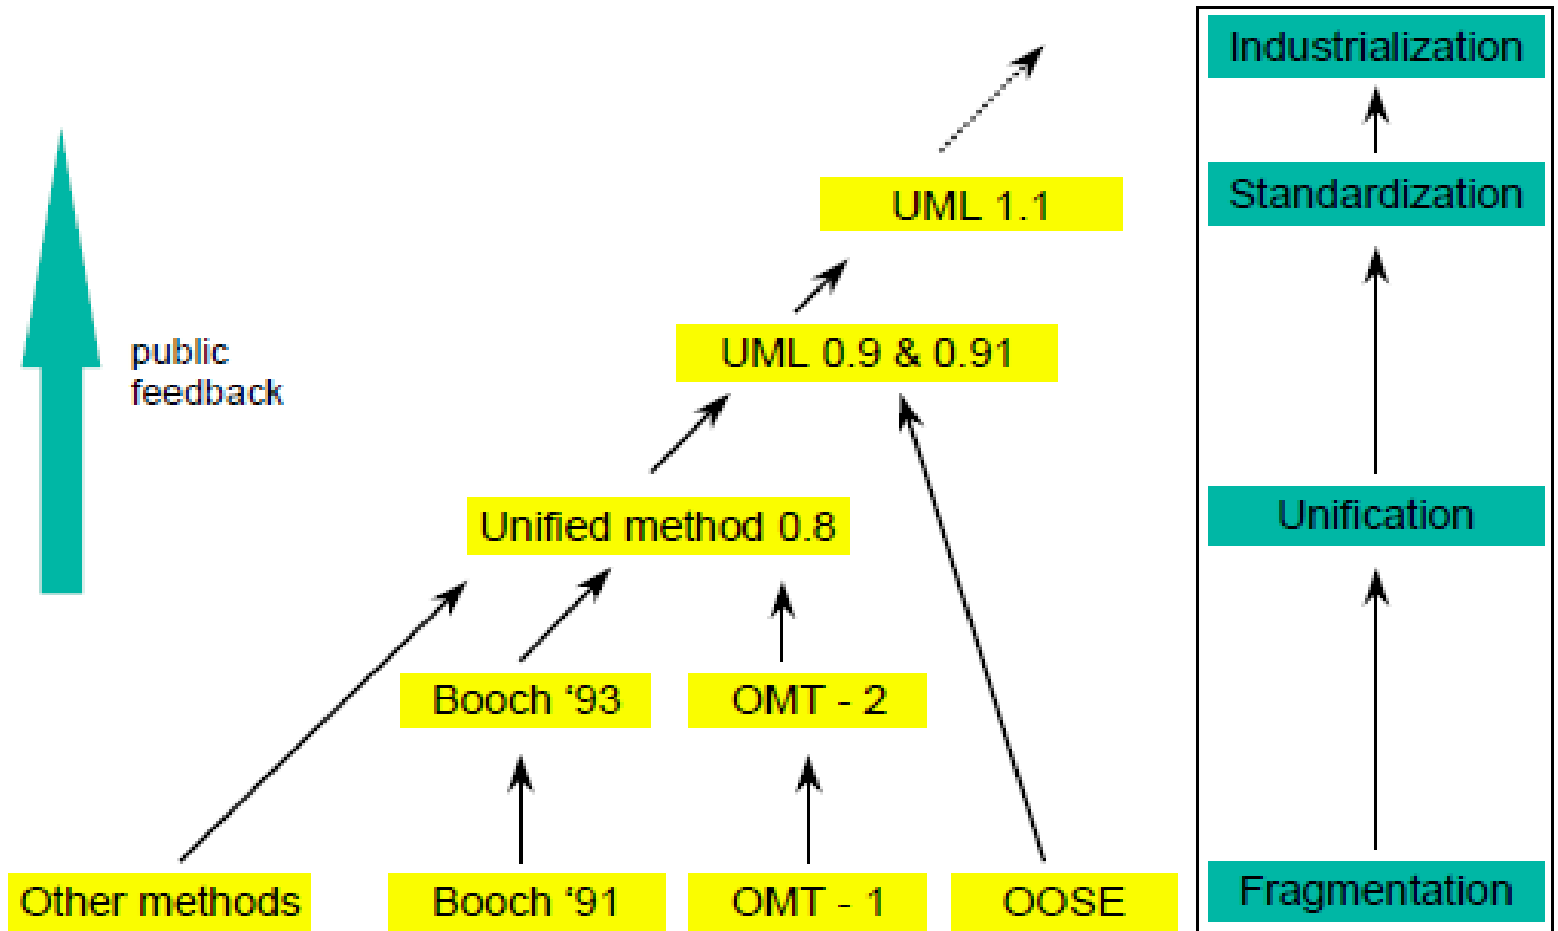 Industrialization
UML 1.1
Standardization
public
feedback
UML 0.9 & 0.91
Unified method 0.8
Unification
Booch ‘93
OMT - 2
Other methods
Booch ‘91
OMT - 1
OOSE
Fragmentation